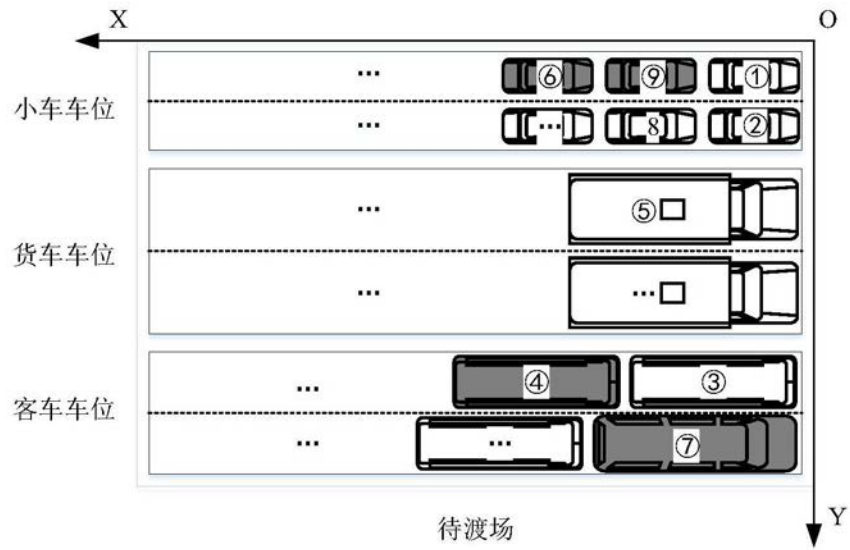 X
O
小车车位
… ⑥ ⑨ ①
… … 8 ②
货车车位
… ⑤
… …
客车车位
… ④ ③
… … ⑦
Y
待渡场